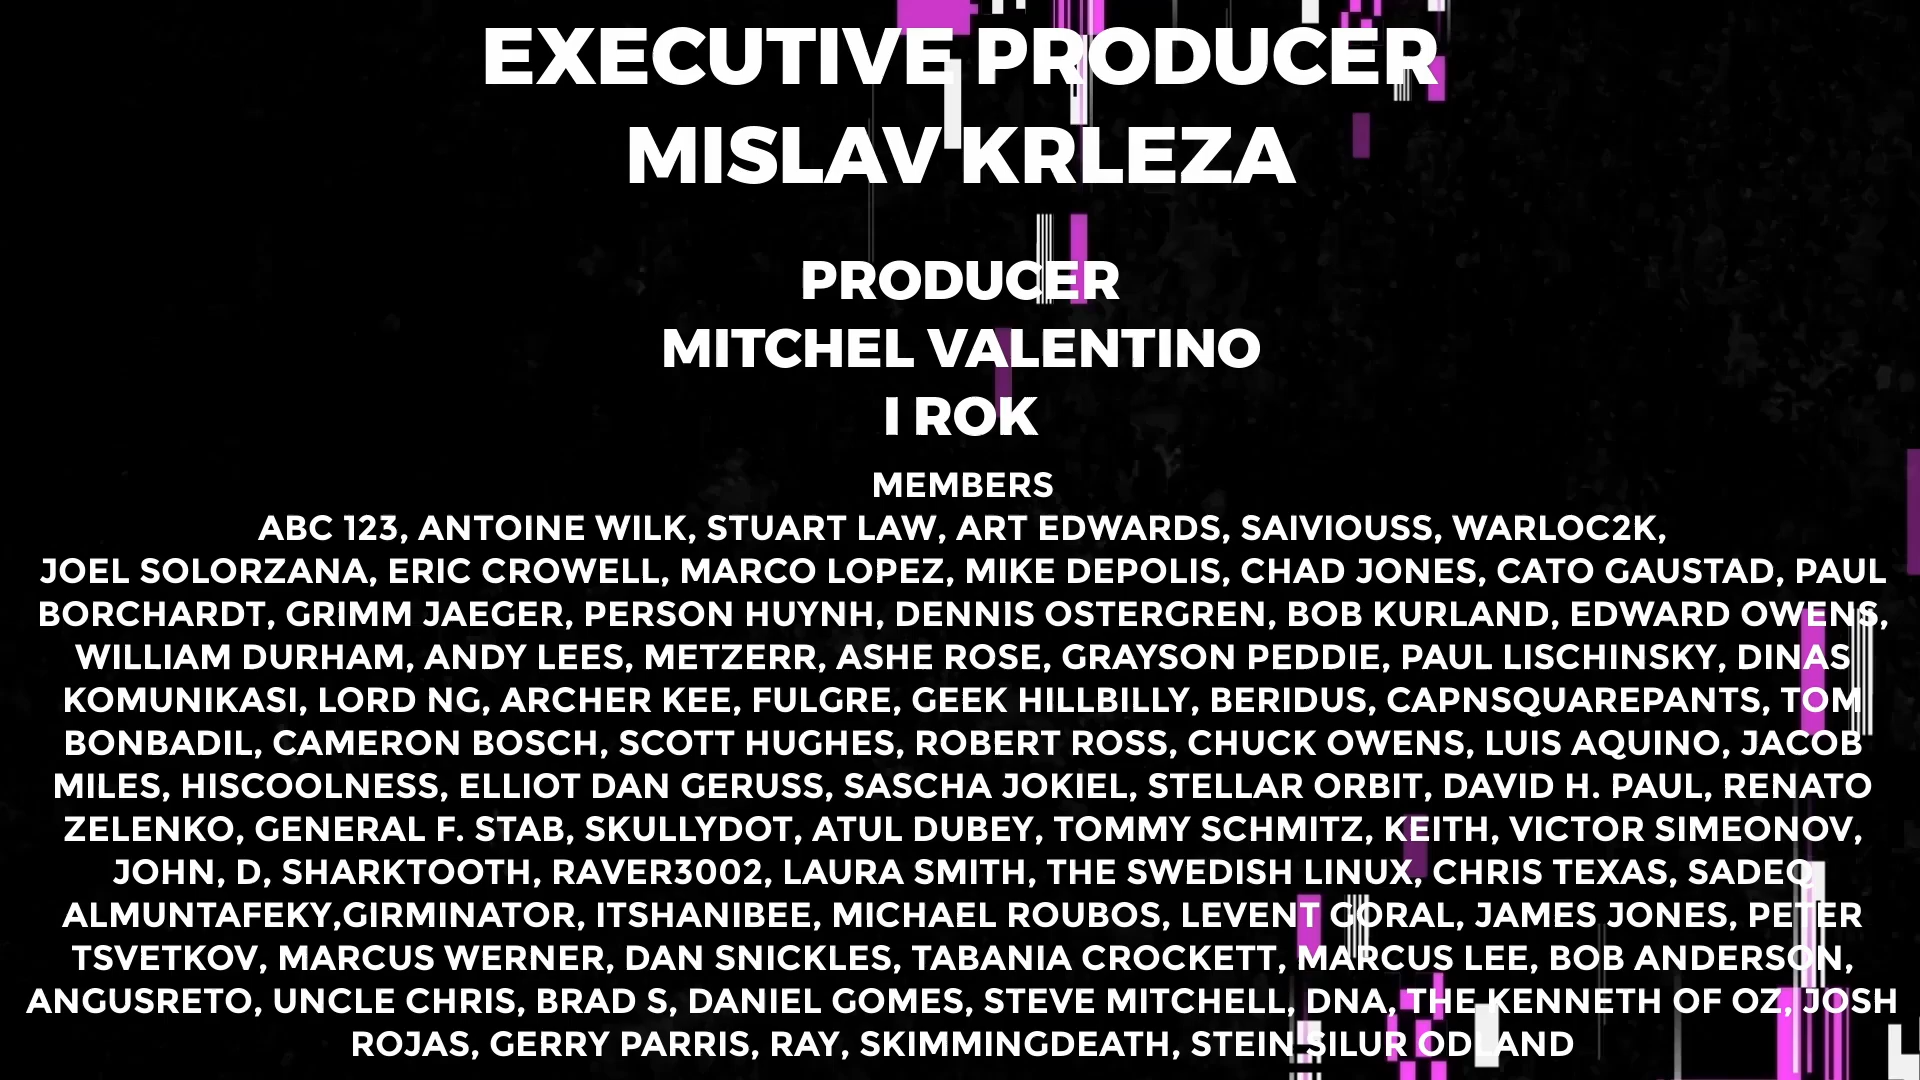 EXECUTIVE PRODUCER
MISLAV KRLEZA
PRODUCER
MITCHEL VALENTINO
I ROK
MEMBERS
ABC 123, ANTOINE WILK, STUART LAW, ART EDWARDS, SAIVIOUSS, WARLOC2K,
JOEL SOLORZANA, ERIC CROWELL, MARCO LOPEZ, MIKE DEPOLIS, CHAD JONES, CATO GAUSTAD, PAUL
BORCHARDT, GRIMM JAEGER, PERSON HUYNH, DENNIS OSTERGREN, BOB KURLAND, EDWARD OWENS,
WILLIAM DURHAM, ANDY LEES, METZERR, ASHE ROSE, GRAYSON PEDDIE, PAUL LISCHINSKY, DINAS
KOMUNIKASI, LORD NG, ARCHER KEE, FULGRE, GEEK HILLBILLY, BERIDUS, CAPNSQUAREPANTS, TOM
BONBADIL, CAMERON BOSCH, SCOTT HUGHES, ROBERT ROSS, CHUCK OWENS, LUIS AQUINO, JACOB
MILES, HISCOOLNESS, ELLIOT DAN GERUSS, SASCHA JOKIEL, STELLAR ORBIT, DAVID H. PAUL, RENATO
ZELENKO, GENERAL F. STAB, SKULLYDOT, ATUL DUBEY, TOMMY SCHMITZ, KEITH, VICTOR SIMEONOV,
JOHN, D, SHARKTOOTH, RAVER3002, LAURA SMITH, THE SWEDISH LINUX, CHRIS TEXAS, SADEQ
ALMUNTAFEKY,GIRMINATOR, ITSHANIBEE, MICHAEL ROUBOS, LEVENT GORAL, JAMES JONES, PETER
TSVETKOV, MARCUS WERNER, DAN SNICKLES, TABANIA CROCKETT, MARCUS LEE, BOB ANDERSON,
ANGUSRETO, UNCLE CHRIS, BRAD S, DANIEL GOMES, STEVE MITCHELL, DNA, THE KENNETH OF OZ, JOSH
ROJAS, GERRY PARRIS, RAY, SKIMMINGDEATH, STEIN SILUR ODLAND